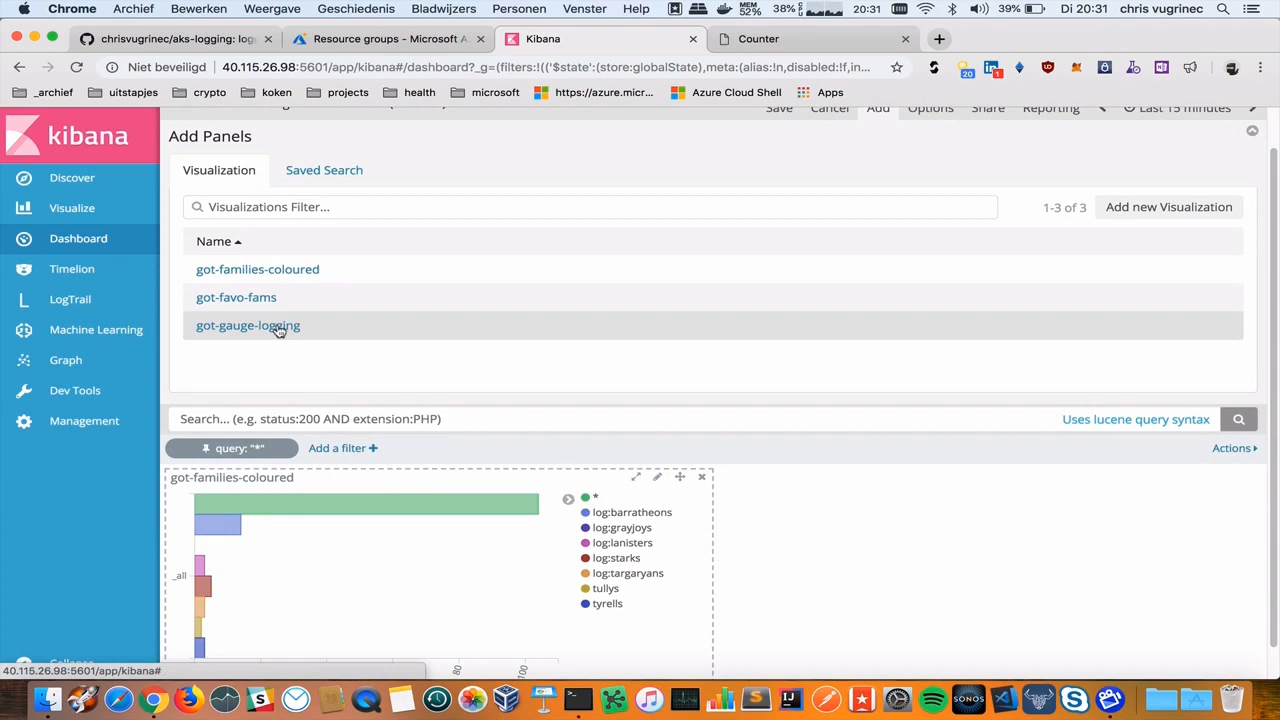 Chrome Archief Bewerken Weergave Geschiedenis Bladwijzers Personen Venster Help MEM 52% 38% 20:31 39% Di 20:31 chris vugrinec
chrisvugrinec/aks-logging: log × Resource groups - Microsoft A × Kibana × Counter ×
Niet beveiligd 40.115.26.98:5601/app/kibana#/dashboard?_g=(filters:!(('$state':(store:globalState),meta:(alias:!n,disabled:!f,in... 20 1
_archief uitstapjes crypto koken projects health microsoft https://azure.micr... Azure Cloud Shell Apps
kibana
Save Cancel Add Options Share Reporting Last 15 minutes
Add Panels
Visualization Saved Search
Visualizations Filter... 1-3 of 3 Add new Visualization
Name
got-families-coloured
got-favo-fams
got-gauge-logging
Discover
Visualize
Dashboard
Timelion
LogTrail
Machine Learning
Graph
Dev Tools
Management
Search... (e.g. status:200 AND extension:PHP) Uses lucene query syntax
query: "*" Add a filter + Actions
got-families-coloured
*
log:barratheons
log:grayjoys
log:lanisters
log:starks
log:targaryans
tullys
tyrells
_all
80
100
40.115.26.98:5601/app/kibana#
SONOS